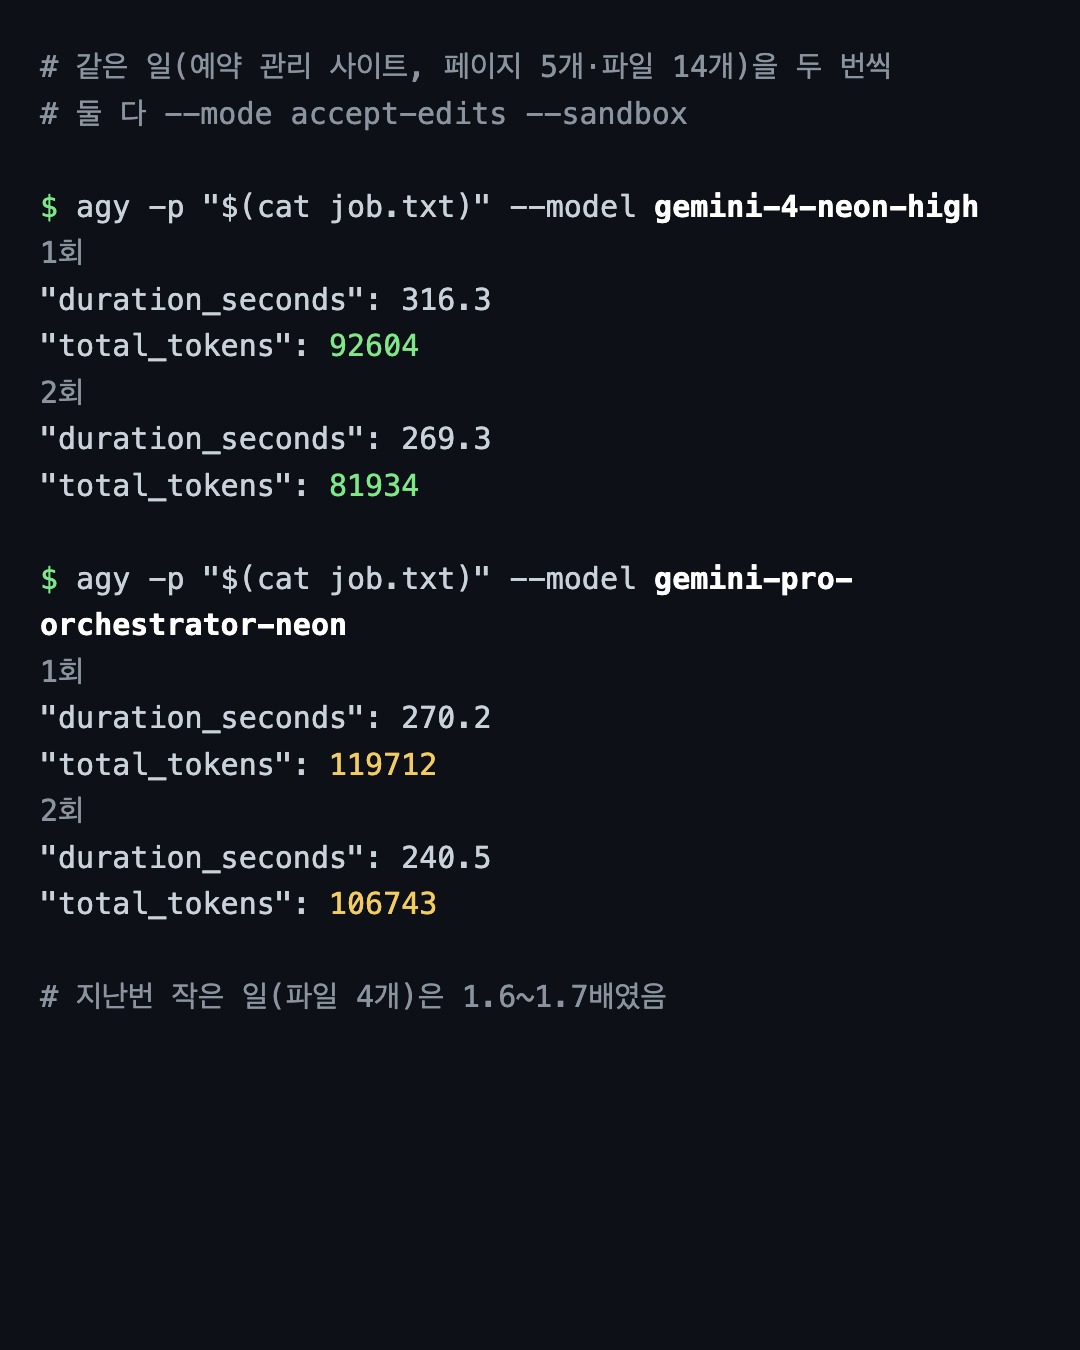 # 같은 일(예약 관리 사이트, 페이지 5개·파일 14개)을 두 번씩
# 둘 다 --mode accept-edits --sandbox
$ agy -p "$(cat job.txt)" --model gemini-4-neon-high
1회
"duration_seconds": 316.3
"total_tokens": 92604
2회
"duration_seconds": 269.3
"total_tokens": 81934
$ agy -p "$(cat job.txt)" --model gemini-pro-
orchestrator-neon
1회
"duration_seconds": 270.2
"total_tokens": 119712
2회
"duration_seconds": 240.5
"total_tokens": 106743
# 지난번 작은 일(파일 4개)은 1.6~1.7배였음